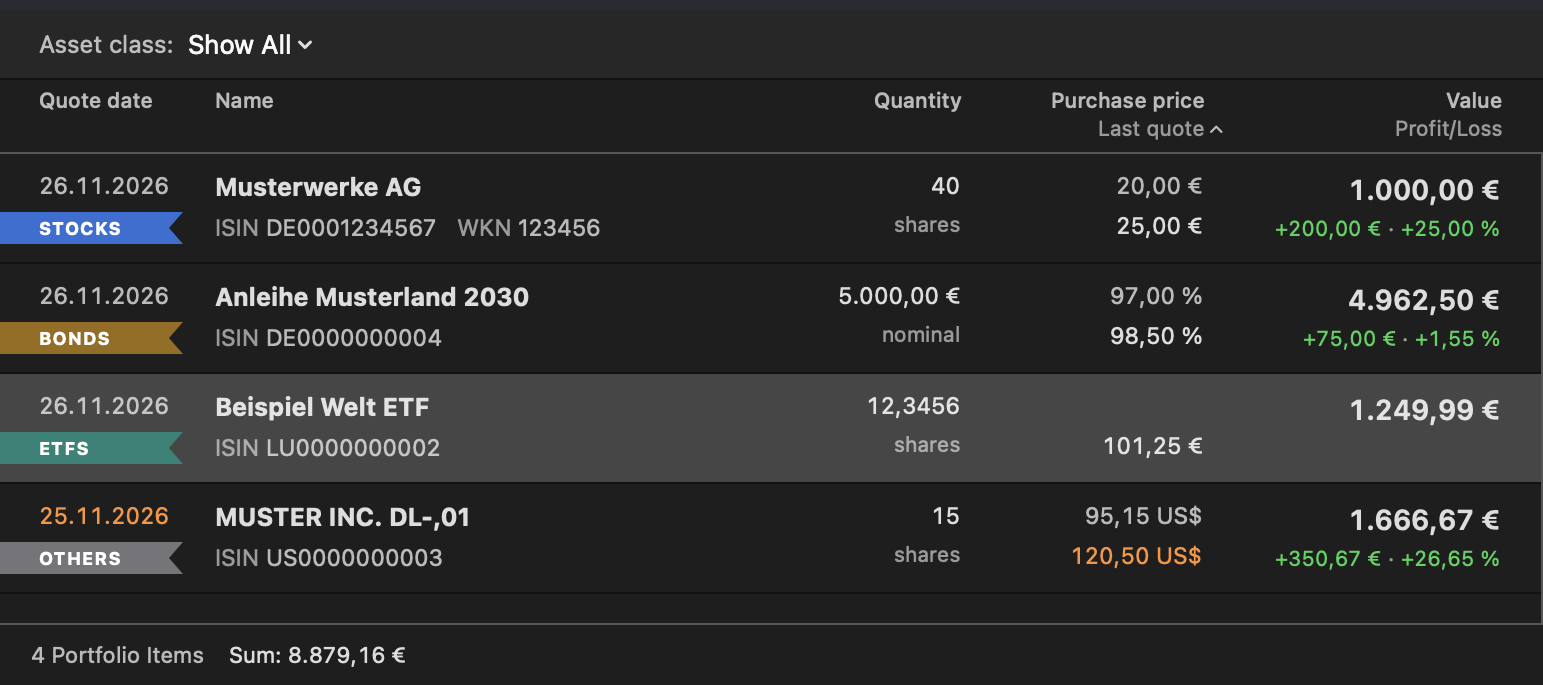 Asset class: Show All
Quote date Name Quantity Purchase price Value
Last quote Profit/Loss
26.11.2026 Musterwerke AG 40 20,00 € 1.000,00 €
STOCKS ISIN DE0001234567 WKN 123456 shares 25,00 € +200,00 € · +25,00 %
26.11.2026 Anleihe Musterland 2030 5.000,00 € 97,00 % 4.962,50 €
BONDS ISIN DE0000000004 nominal 98,50 % +75,00 € · +1,55 %
26.11.2026 Beispiel Welt ETF 12,3456 1.249,99 €
ETFS ISIN LU0000000002 shares 101,25 €
25.11.2026 MUSTER INC. DL-,01 15 95,15 US$ 1.666,67 €
OTHERS ISIN US0000000003 shares 120,50 US$ +350,67 € · +26,65 %
4 Portfolio Items Sum: 8.879,16 €